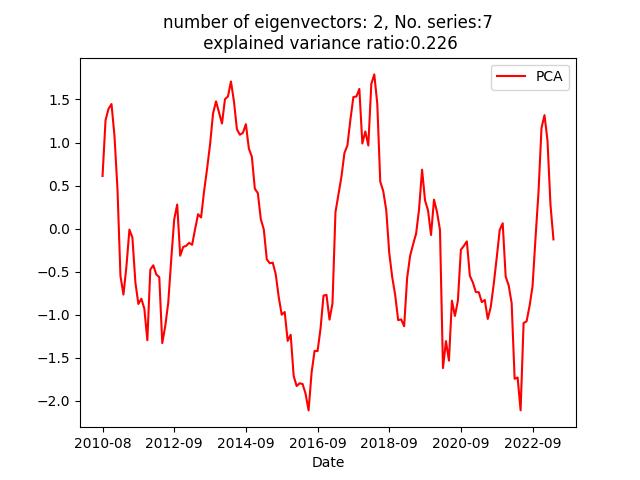 number of eigenvectors: 2, No. series:7
explained variance ratio:0.226
PCA
1.5
1.0
0.5
0.0
−0.5
−1.0
−1.5
−2.0
2010-08 2012-09 2014-09 2016-09 2018-09 2020-09 2022-09
Date